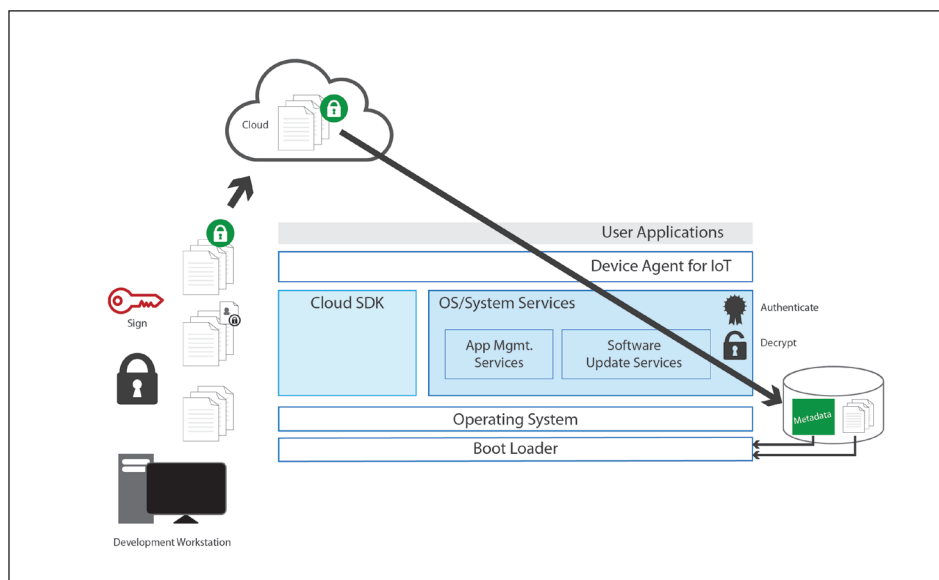 Cloud
User Applications
Device Agent for IoT
Cloud SDK
OS/System Services
App Mgmt.
Services
Software
Update Services
Authenticate
Decrypt
Sign
Metadata
Operating System
Boot Loader
Development Workstation